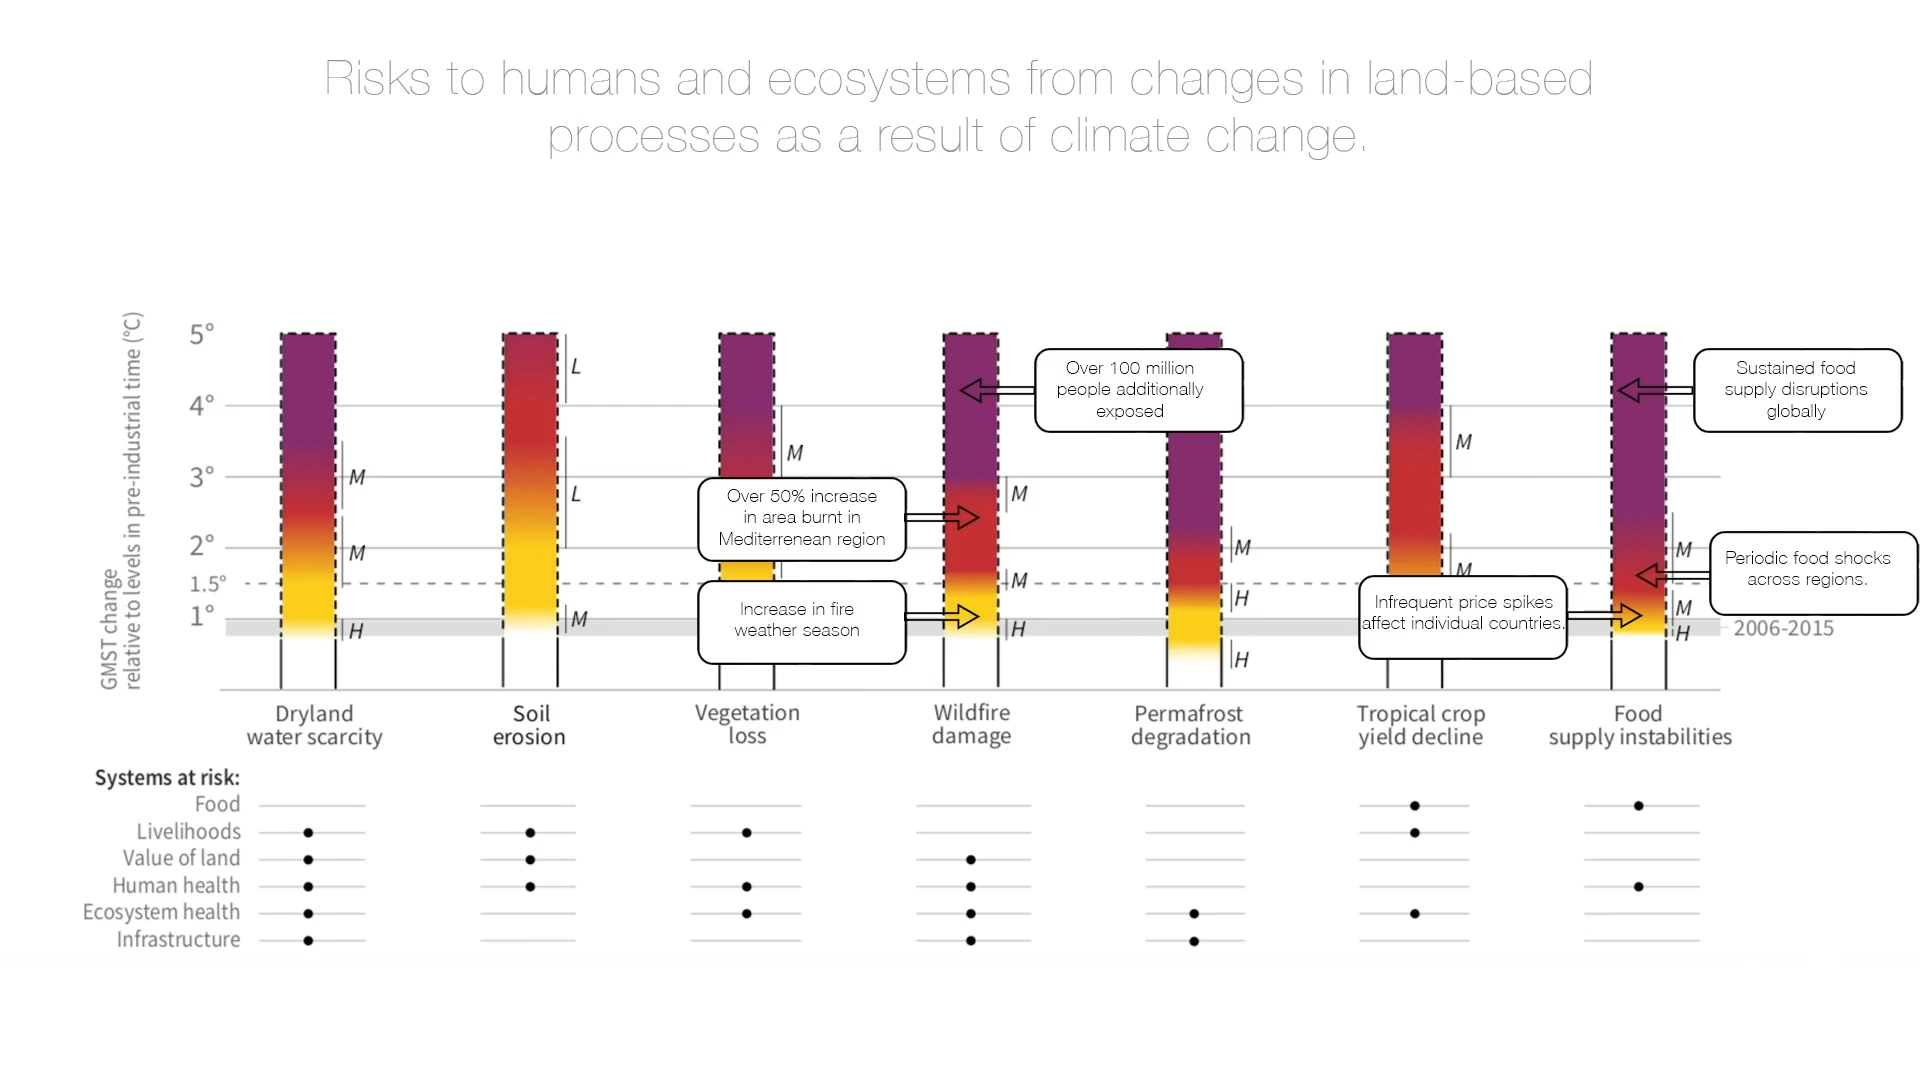 Risks to humans and ecosystems from changes in land-based
processes as a result of climate change.
GMST change
relative to levels in pre-industrial time (°C)
5°
4°
3°
2°
1.5°
1°
M
M
H
L
L
M
M
Over 50% increase
in area burnt in
Mediterrenean region
Increase in fire
weather season
Over 100 million
people additionally
exposed
M
M
H
M
H
H
M
M
Infrequent price spikes
affect individual countries.
Sustained food
supply disruptions
globally
M
M
H
Periodic food shocks
across regions.
2006-2015
Dryland
water scarcity
Soil
erosion
Vegetation
loss
Wildfire
damage
Permafrost
degradation
Tropical crop
yield decline
Food
supply instabilities
Systems at risk:
Food
Livelihoods
Value of land
Human health
Ecosystem health
Infrastructure